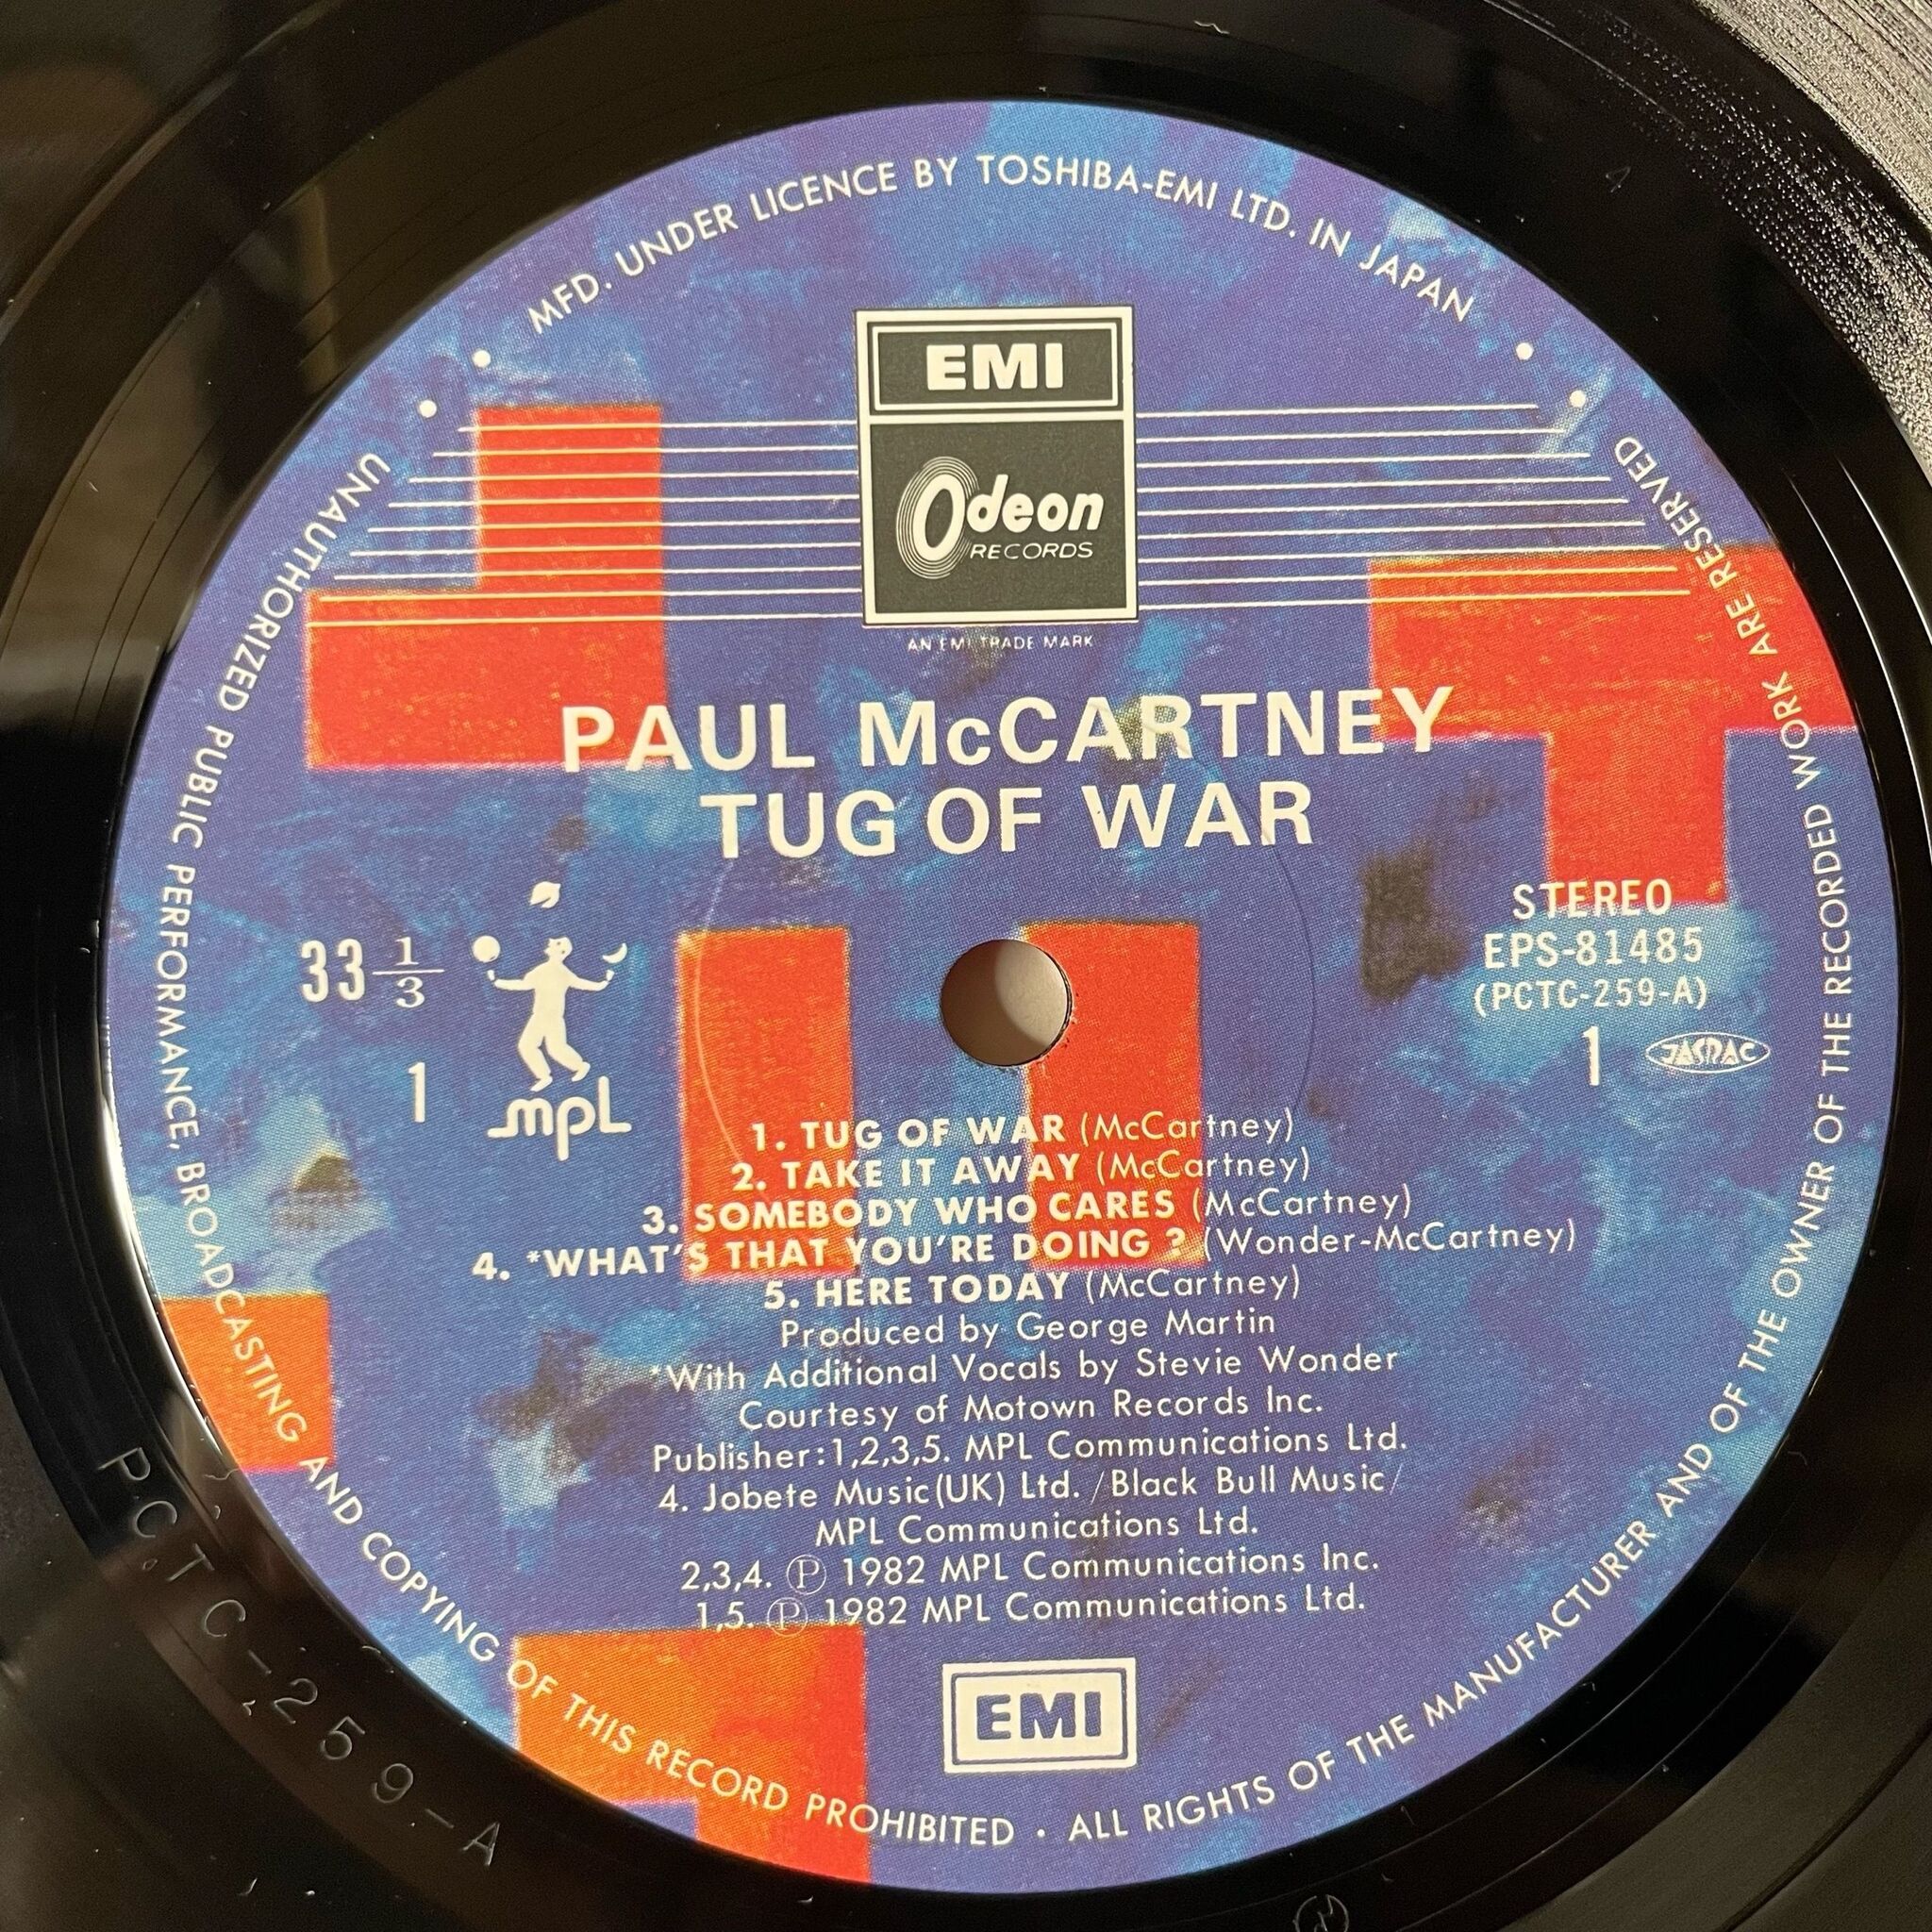 MFD. UNDER LICENCE BY TOSHIBA-EMI LTD. IN JAPAN
EMI
Odeon
RECORDS
AN EMI TRADE MARK
PAUL McCARTNEY
TUG OF WAR
33 1/3
1
mpL
STEREO
EPS-81485
(PCTC-259-A)
1
JASRAC
1. TUG OF WAR (McCartney)
2. TAKE IT AWAY (McCartney)
3. SOMEBODY WHO CARES (McCartney)
4. *WHAT'S THAT YOU'RE DOING ? (Wonder-McCartney)
5. HERE TODAY (McCartney)
Produced by George Martin
*With Additional Vocals by Stevie Wonder
Courtesy of Motown Records Inc.
Publisher:1,2,3,5. MPL Communications Ltd.
4. Jobete Music(UK) Ltd. /Black Bull Music/
MPL Communications Ltd.
2,3,4. Ⓟ 1982 MPL Communications Inc.
1,5. Ⓟ 1982 MPL Communications Ltd.
EMI
UNAUTHORIZED PUBLIC PERFORMANCE, BROADCASTING AND COPYING OF THIS RECORD PROHIBITED · ALL RIGHTS OF THE MANUFACTURER AND OF THE OWNER OF THE RECORDED WORK ARE RESERVED
PCTC-259-A